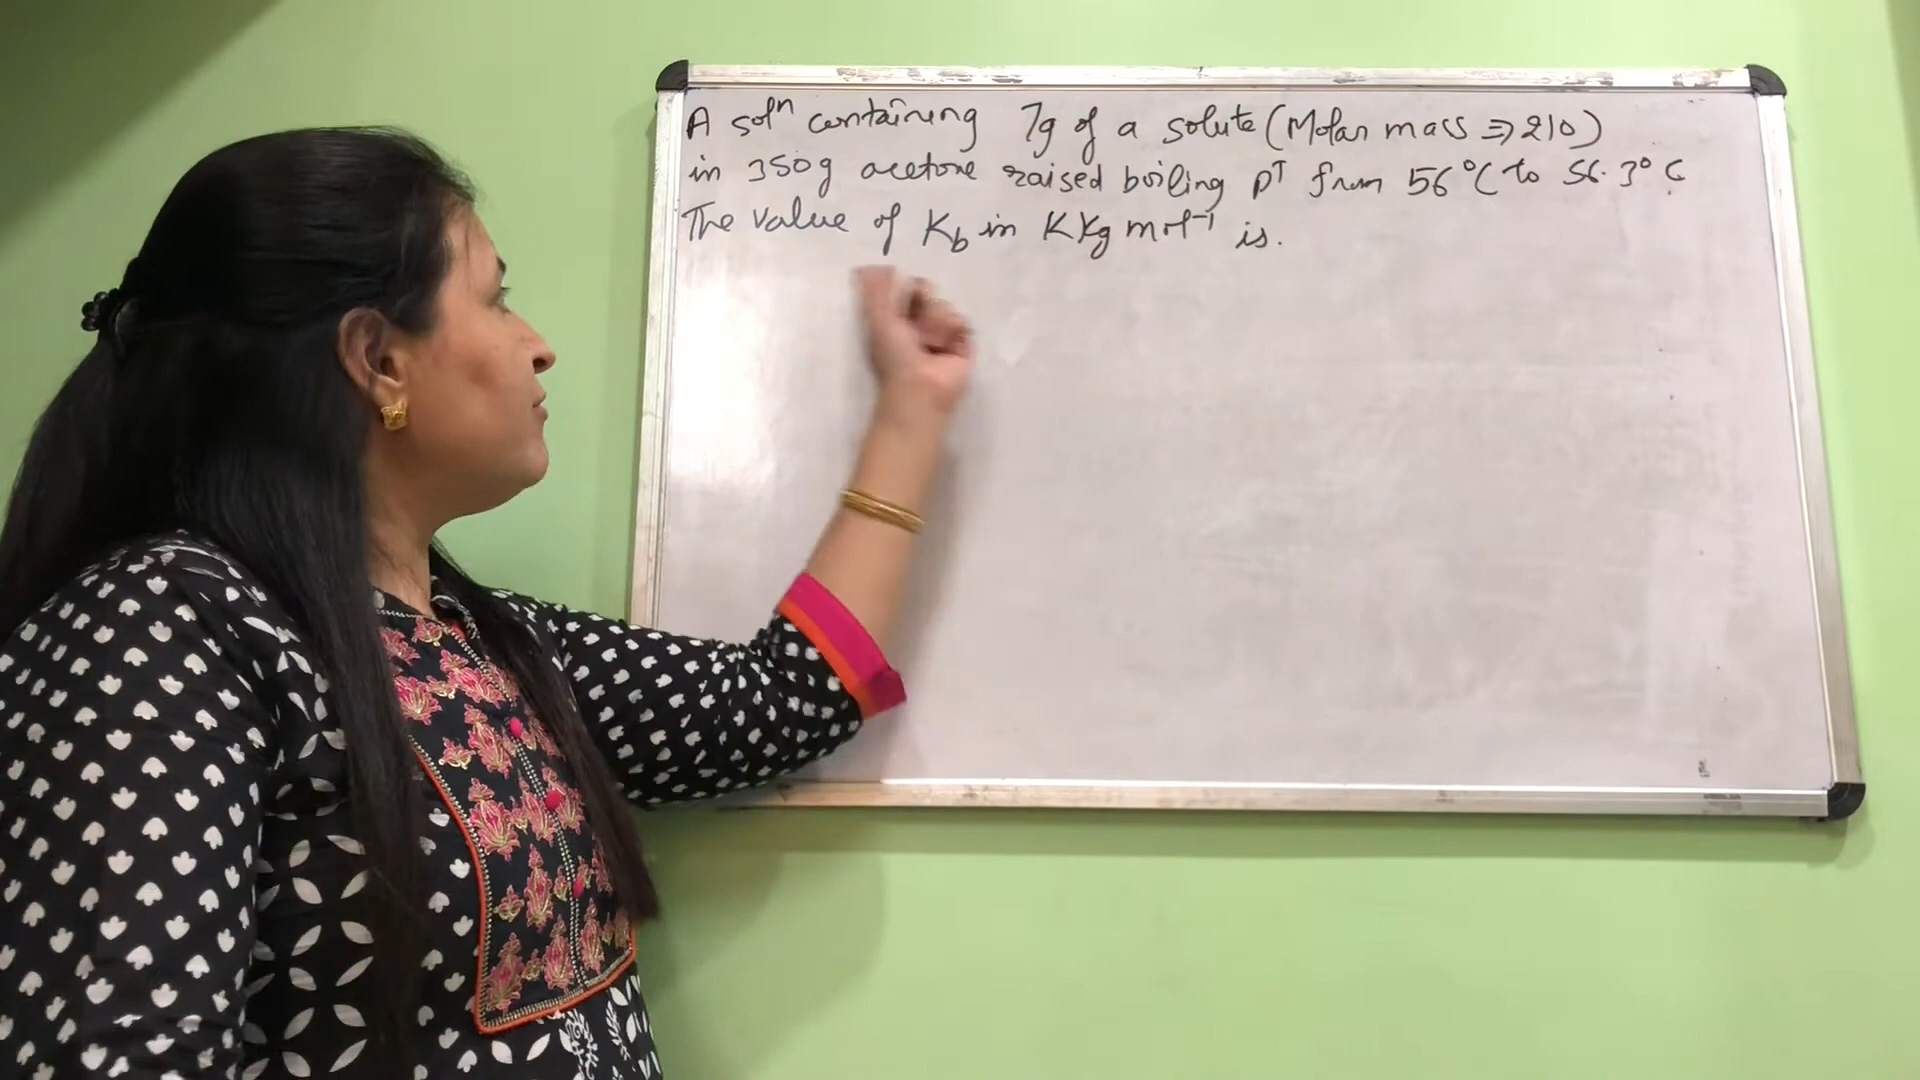 A solⁿ containing 7g of a solute (Molar mass ⇒ 210)
in 350g acetone raised boiling pT from 56°C to 56.3°C
The value of Kb in K Kg mol⁻¹ is.